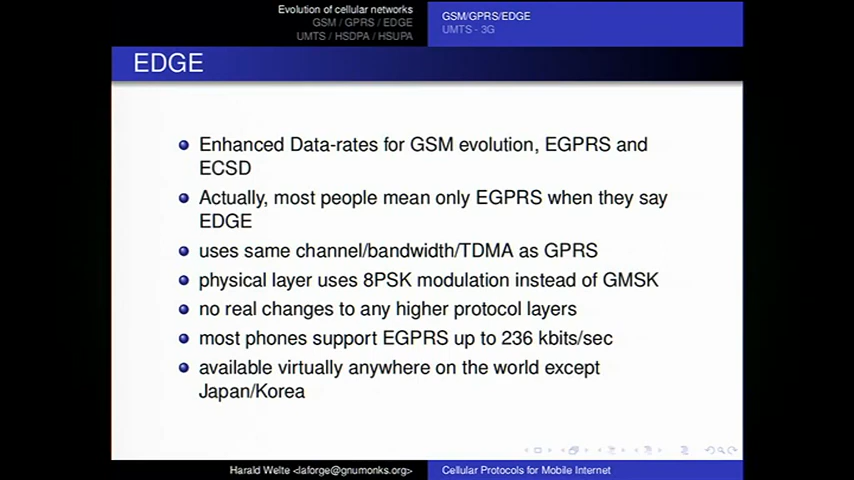 Evolution of cellular networks
GSM / GPRS / EDGE
UMTS / HSDPA / HSUPA
GSM/GPRS/EDGE
UMTS - 3G
EDGE
Enhanced Data-rates for GSM evolution, EGPRS and
ECSD
Actually, most people mean only EGPRS when they say
EDGE
uses same channel/bandwidth/TDMA as GPRS
physical layer uses 8PSK modulation instead of GMSK
no real changes to any higher protocol layers
most phones support EGPRS up to 236 kbits/sec
available virtually anywhere on the world except
Japan/Korea
Harald Welte <laforge@gnumonks.org>
Cellular Protocols for Mobile Internet